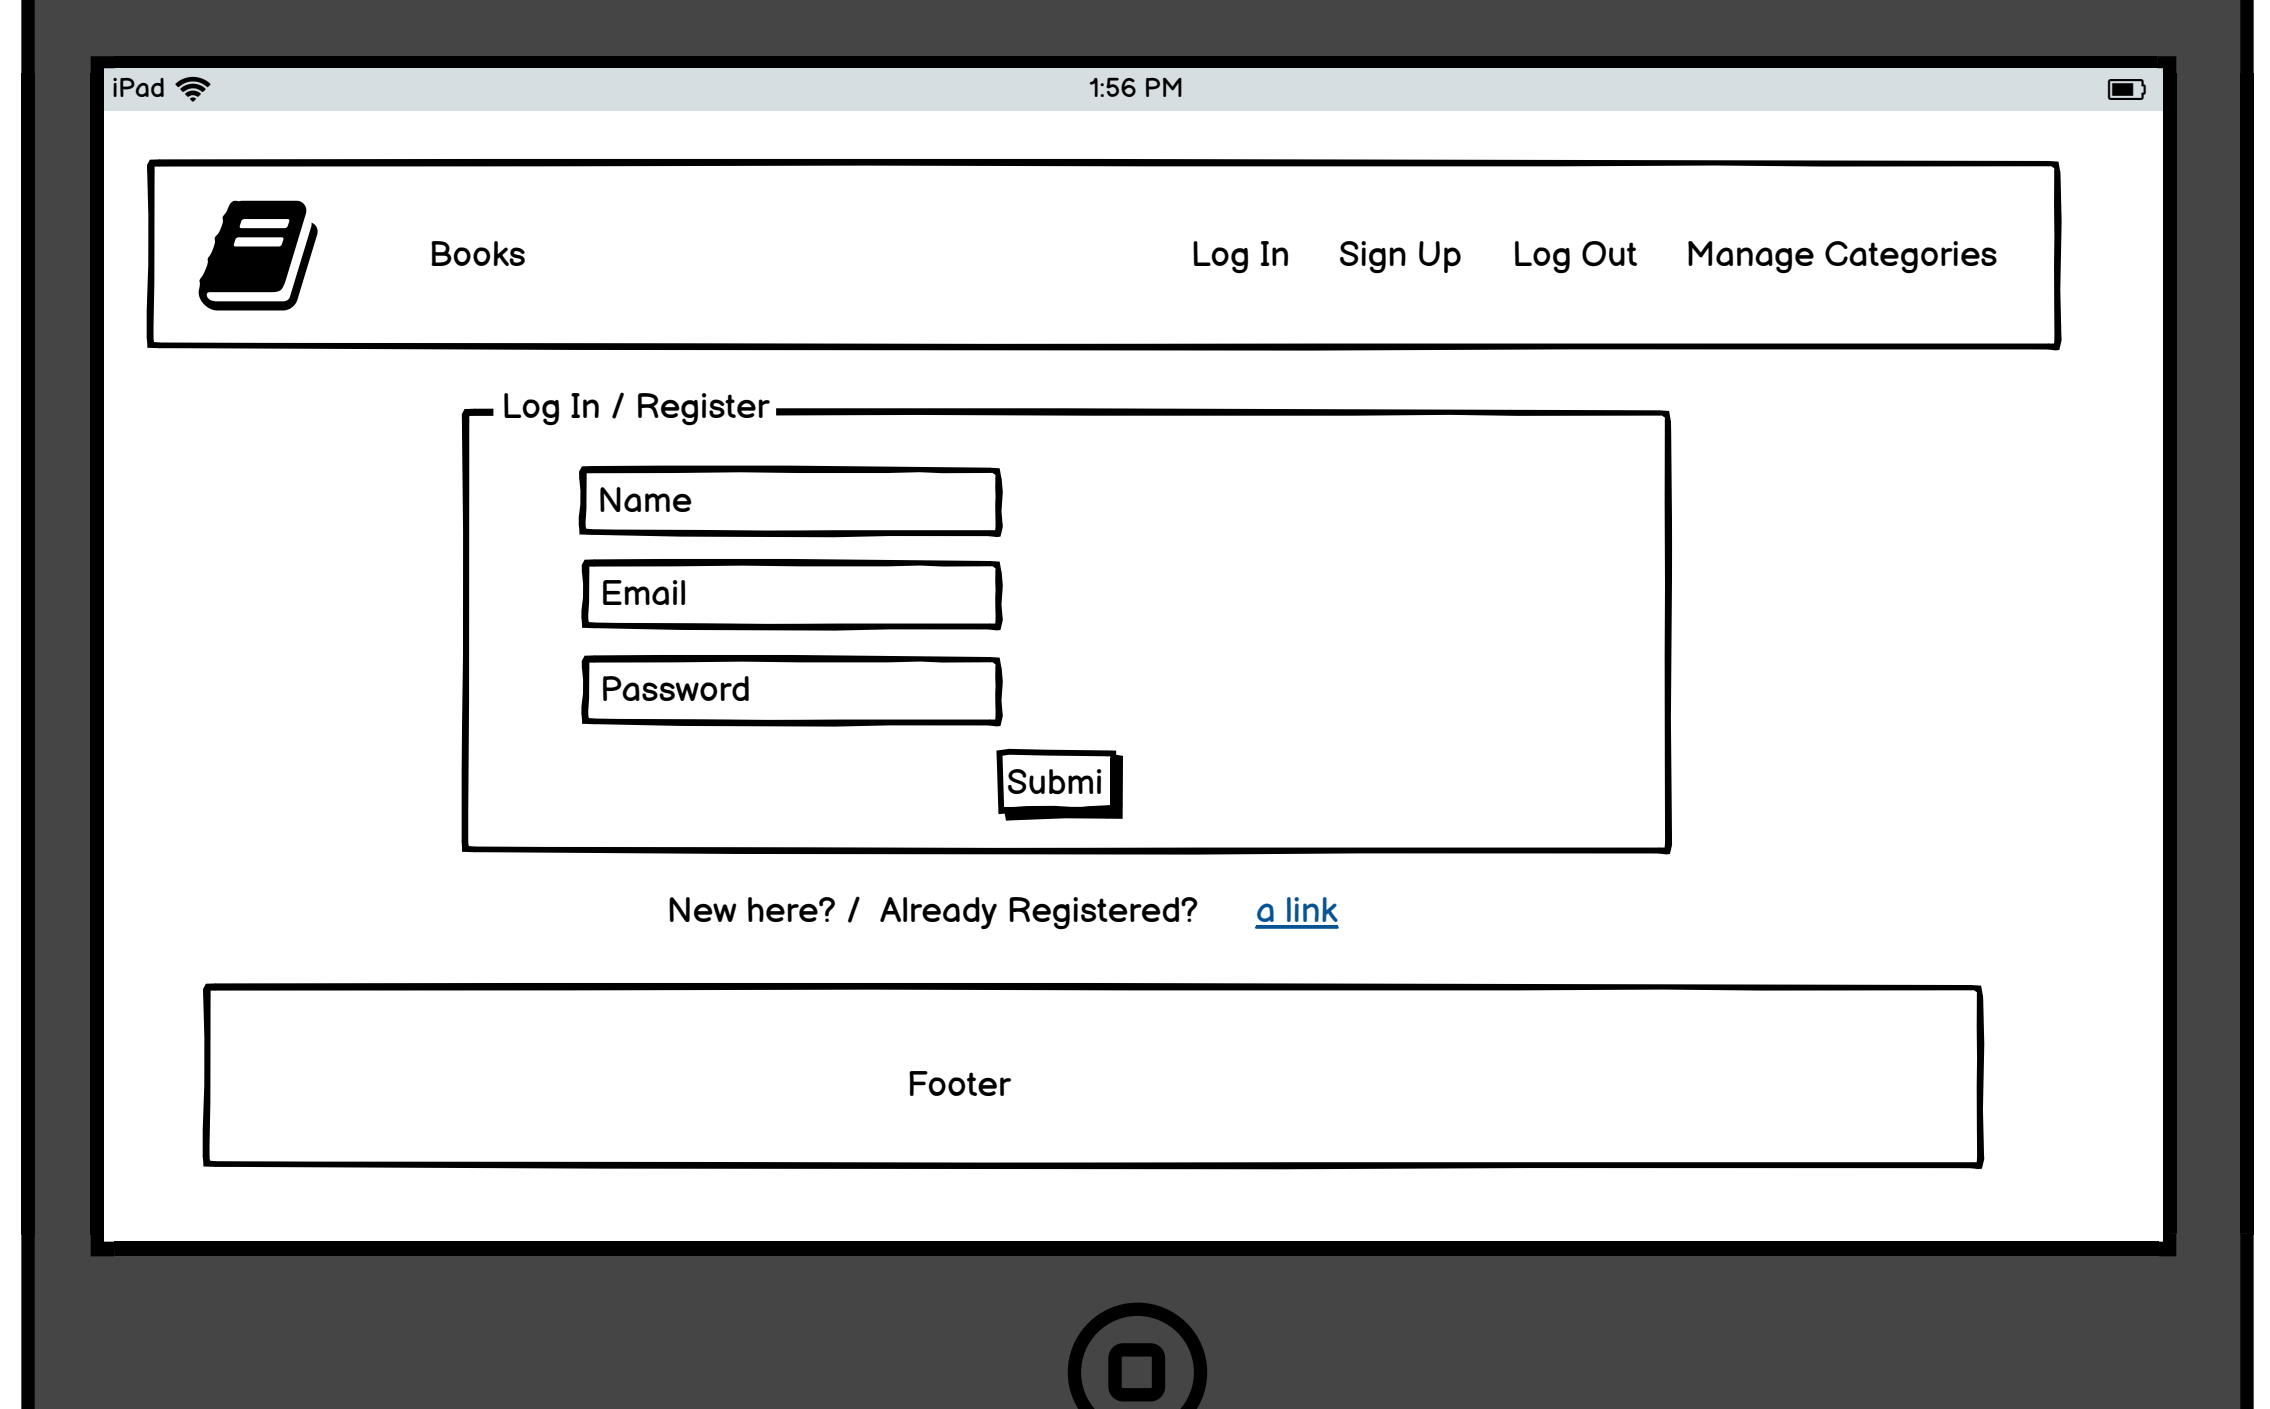 iPad 1:56 PM
Books Log In Sign Up Log Out Manage Categories
Log In / Register
Name
Email
Password
Submi
New here? / Already Registered? a link
Footer